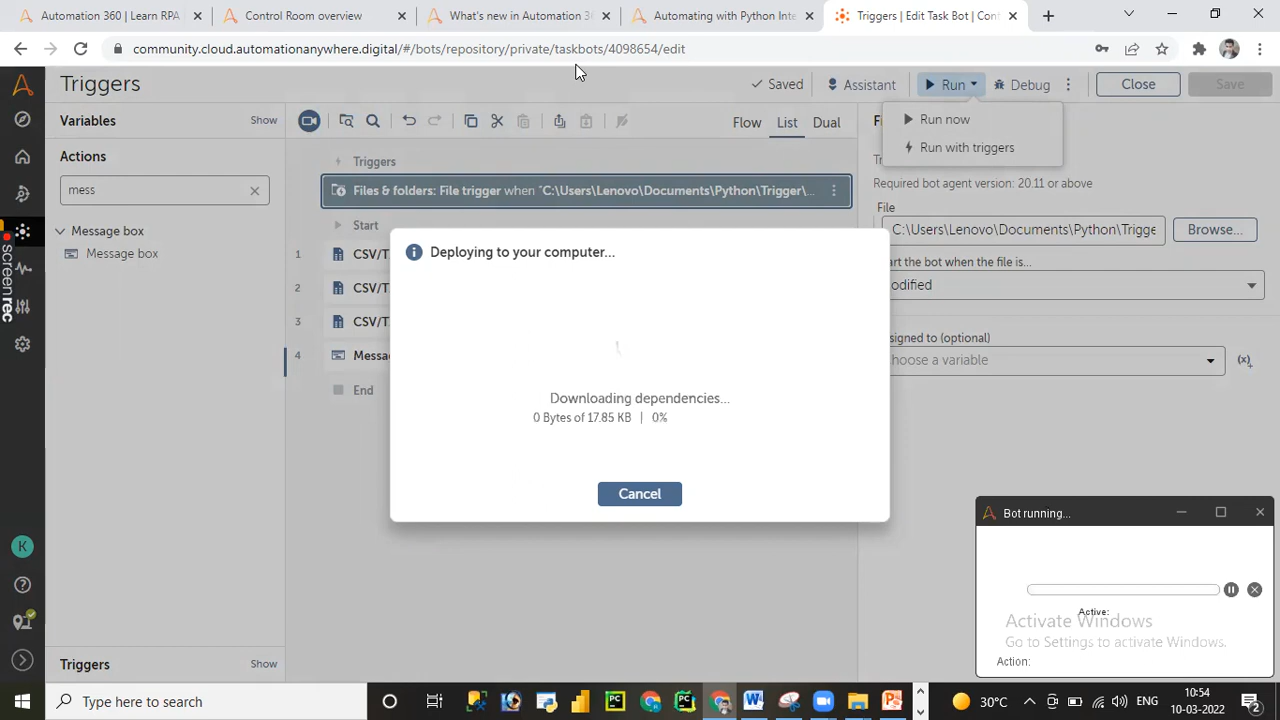 Automation 360 | Learn RPA
Control Room overview
What's new in Automation 36
Automating with Python Inte
Triggers | Edit Task Bot | Cont
community.cloud.automationanywhere.digital/#/bots/repository/private/taskbots/4098654/edit
Triggers
Saved
Assistant
Run
Debug
Close
Save
Variables
Show
Flow
List
Dual
Run now
Run with triggers
Actions
mess
Message box
Message box
Triggers
Files & folders: File trigger when "C:\Users\Lenovo\Documents\Python\Trigger\...
Start
1
CSV/T
2
CSV/T
3
CSV/T
4
Messa
End
Required bot agent version: 20.11 or above
File
C:\Users\Lenovo\Documents\Python\Trigge
Browse...
tart the bot when the file is...
odified
signed to (optional)
hoose a variable
(x)
Deploying to your computer...
Downloading dependencies...
0 Bytes of 17.85 KB | 0%
Cancel
screenrec
K
Bot running...
Active:
Activate Windows
Go to Settings to activate Windows.
Action:
Triggers
Show
Type here to search
30°C
ENG
10:54
10-03-2022
2